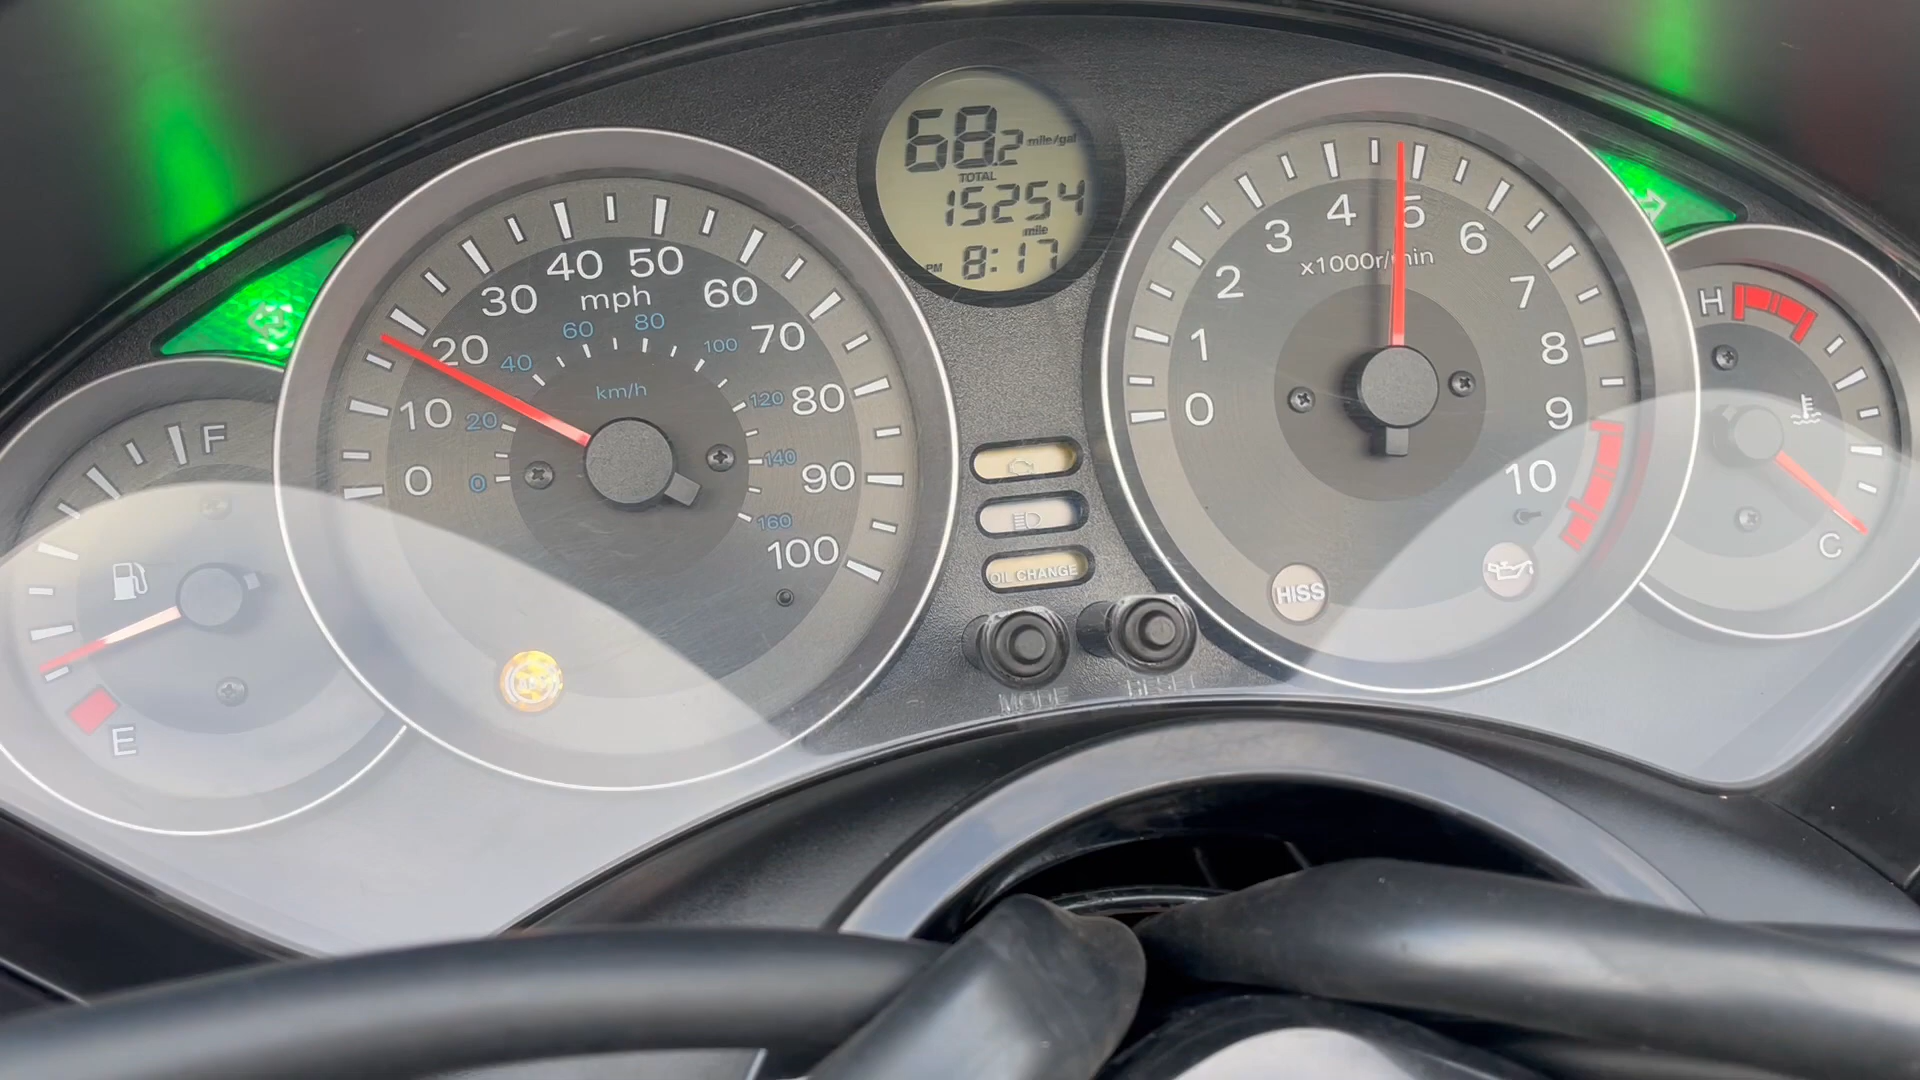 68.2 mile/gal
TOTAL
15254
mile
PM 8:17
0 10 20 30 40 50 60 70 80 90 100
mph
0 20 40 60 80 100 120 140 160
km/h
0 1 2 3 4 5 6 7 8 9 10
x1000r/min
F
E
H
C
OIL CHANGE
HISS
MODE
RESET